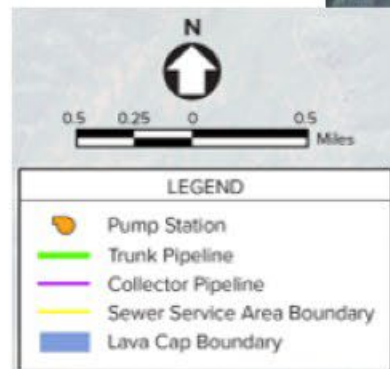 N
0.5 0.25 0 0.5
Miles
LEGEND
Pump Station
Trunk Pipeline
Collector Pipeline
Sewer Service Area Boundary
Lava Cap Boundary